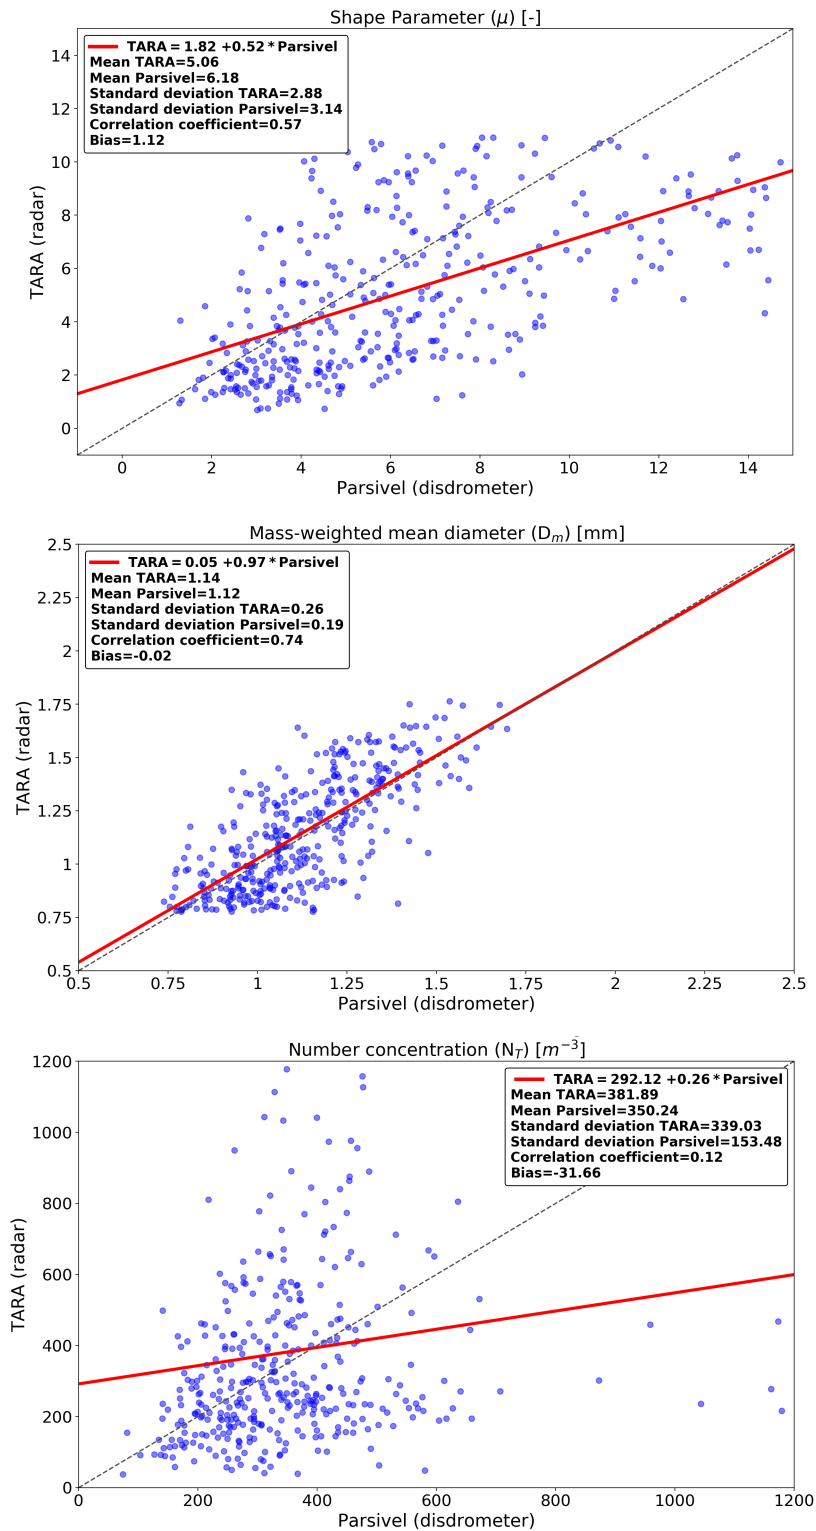 Shape Parameter (μ) [-]
TARA = 1.82 +0.52 * Parsivel
Mean TARA=5.06
Mean Parsivel=6.18
Standard deviation TARA=2.88
Standard deviation Parsivel=3.14
Correlation coefficient=0.57
Bias=1.12
14
12
10
8
6
4
2
0
TARA (radar)
0 2 4 6 8 10 12 14
Parsivel (disdrometer)
Mass-weighted mean diameter (Dₘ) [mm]
TARA = 0.05 +0.97 * Parsivel
Mean TARA=1.14
Mean Parsivel=1.12
Standard deviation TARA=0.26
Standard deviation Parsivel=0.19
Correlation coefficient=0.74
Bias=-0.02
2.5
2.25
2
1.75
1.5
1.25
1
0.75
0.5
TARA (radar)
0.5 0.75 1 1.25 1.5 1.75 2 2.25 2.5
Parsivel (disdrometer)
Number concentration (N_T) [m⁻³]
TARA = 292.12 +0.26 * Parsivel
Mean TARA=381.89
Mean Parsivel=350.24
Standard deviation TARA=339.03
Standard deviation Parsivel=153.48
Correlation coefficient=0.12
Bias=-31.66
1200
1000
800
600
400
200
0
TARA (radar)
0 200 400 600 800 1000 1200
Parsivel (disdrometer)